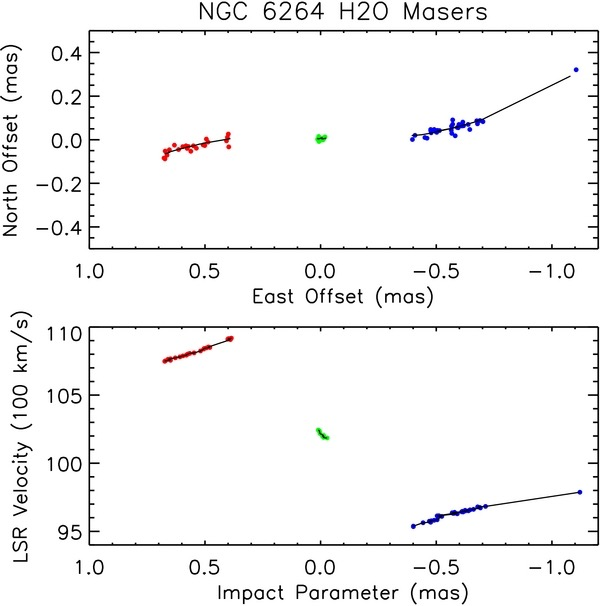 NGC 6264 H2O Masers
North Offset (mas)
0.4
0.2
0.0
−0.2
−0.4
1.0 0.5 0.0 −0.5 −1.0
East Offset (mas)
LSR Velocity (100 km/s)
110
105
100
95
1.0 0.5 0.0 −0.5 −1.0
Impact Parameter (mas)